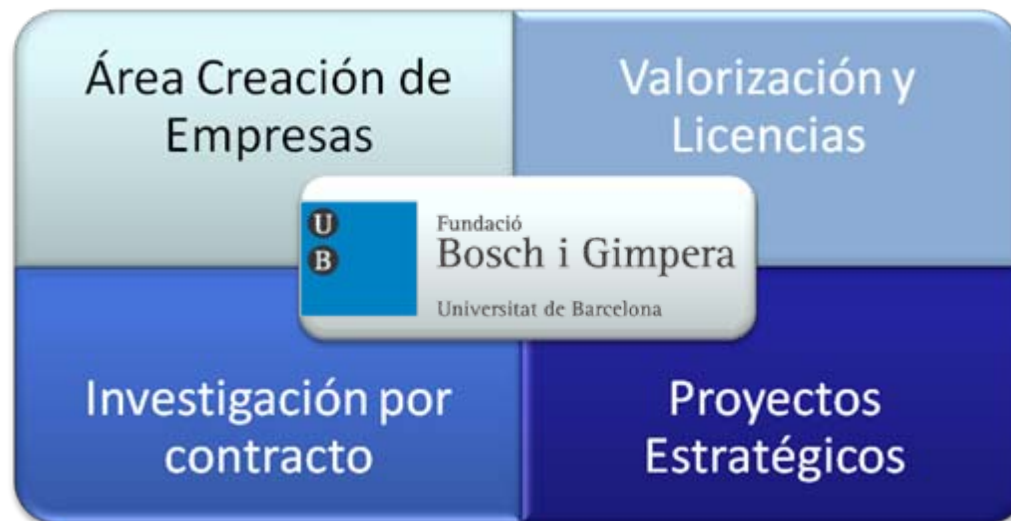 Área Creación de
Empresas
Valorización y
Licencias
U
B
Fundació
Bosch i Gimpera
Universitat de Barcelona
Investigación por
contracto
Proyectos
Estratégicos